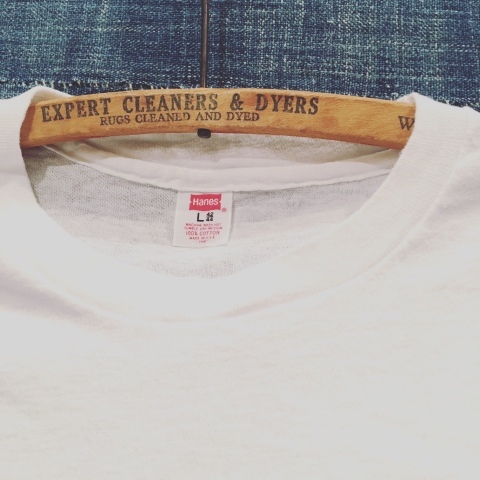 EXPERT CLEANERS & DYERS
RUGS CLEANED AND DYED
W
Hanes
L
100% COTTON
MADE IN U.S.A.